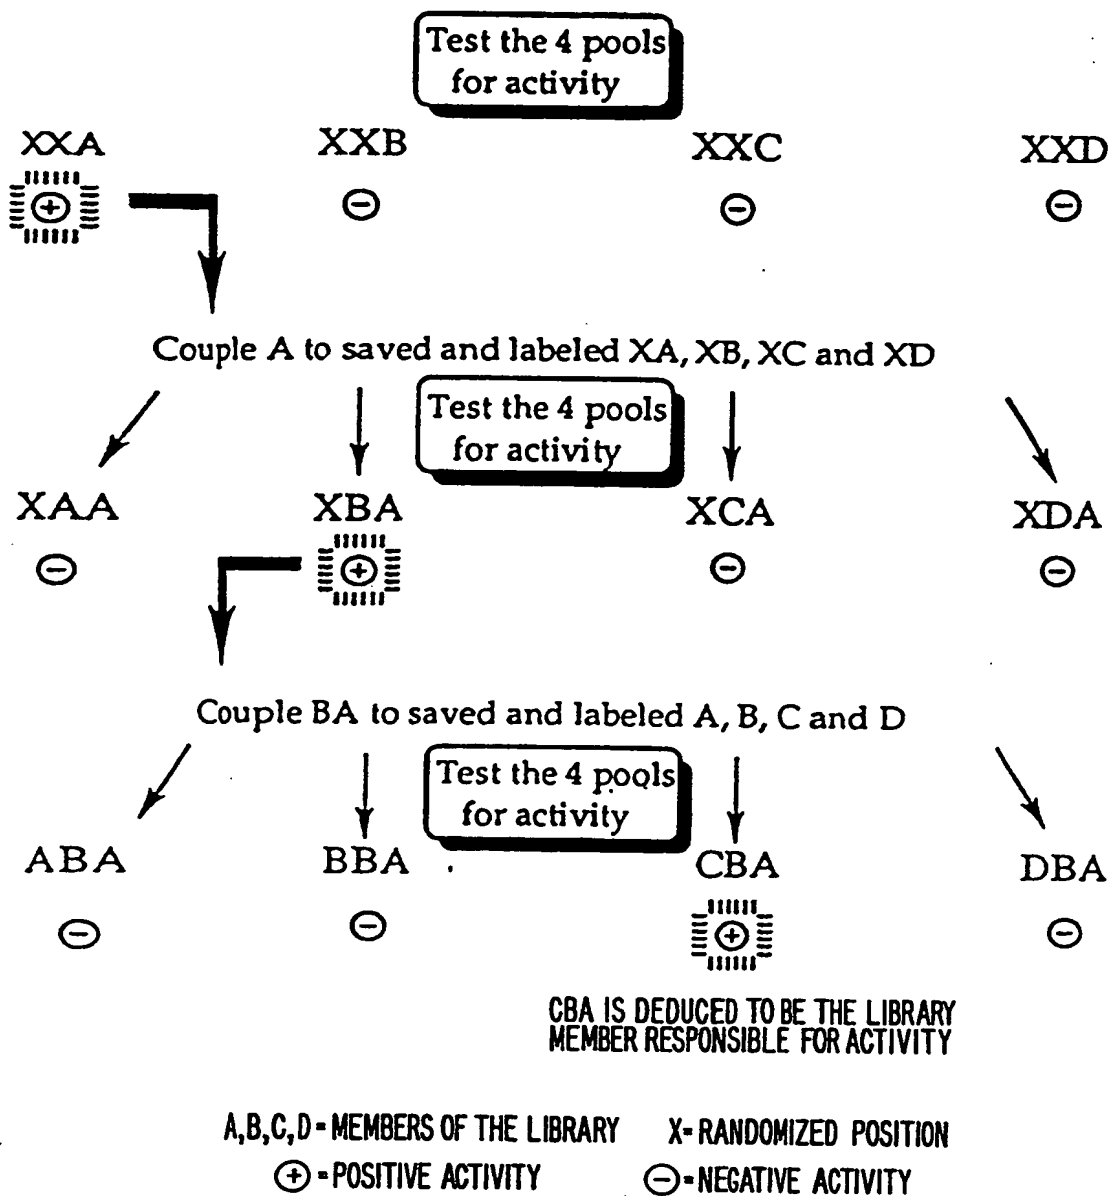 Test the 4 pools
for activity
XXA XXB XXC XXD
+ − − −
Couple A to saved and labeled XA, XB, XC and XD
Test the 4 pools
for activity
XAA XBA XCA XDA
− + − −
Couple BA to saved and labeled A, B, C and D
Test the 4 pools
for activity
ABA BBA CBA DBA
− − + −
CBA IS DEDUCED TO BE THE LIBRARY
MEMBER RESPONSIBLE FOR ACTIVITY
A,B,C,D=MEMBERS OF THE LIBRARY X=RANDOMIZED POSITION
⊕=POSITIVE ACTIVITY ⊖=NEGATIVE ACTIVITY